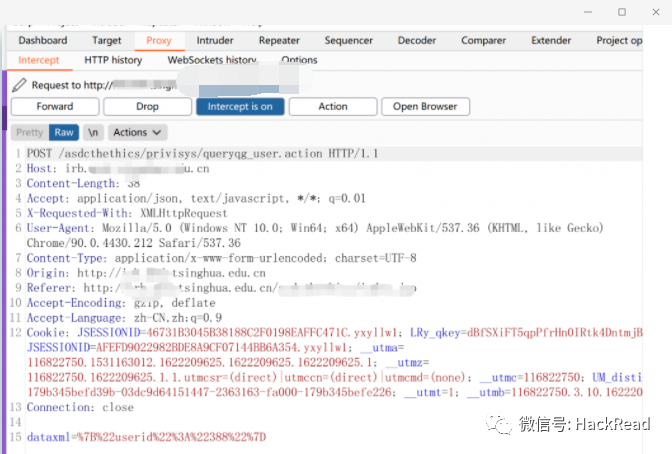 Dashboard Target Proxy Intruder Repeater Sequencer Decoder Comparer Extender Project op
Intercept HTTP history WebSockets history Options
Request to http://
Forward Drop Intercept is on Action Open Browser
Pretty Raw \n Actions
1 POST /asdcthethics/privisys/queryqg_user.action HTTP/1.1
2 Host: irb. u.cn
3 Content-Length: 38
4 Accept: application/json, text/javascript, */*; q=0.01
5 X-Requested-With: XMLHttpRequest
6 User-Agent: Mozilla/5.0 (Windows NT 10.0; Win64; x64) AppleWebKit/537.36 (KHTML, like Gecko)
Chrome/90.0.4430.212 Safari/537.36
7 Content-Type: application/x-www-form-urlencoded; charset=UTF-8
8 Origin: http:// tsinghua.edu.cn
9 Referer: http: tsinghua.edu.cn/
10 Accept-Encoding: gzip, deflate
11 Accept-Language: zh-CN,zh;q=0.9
12 Cookie: JSESSIONID=46731B3045B38188C2F0198EAFFC471C.yxyllw1; LRy_qkey=dBfSXiFT5qpPfrHn0IRtk4DntmjB
JSESSIONID=AFEFD9022982BDE8A9CF07144BB6A354.yxyllw1; __utma=
116822750.1531163012.1622209625.1622209625.1622209625.1; __utmz=
116822750.1622209625.1.1.utmcsr=(direct)|utmccn=(direct)|utmcmd=(none); __utmc=116822750; UM_disti
179b345befd39b-03dc9d64151447-2363163-fa000-179b345befe226; __utmt=1; __utmb=116822750.3.10.162220
13 Connection: close
14
15 dataxml=%7B%22userid%22%3A%22388%22%7D
微信号: HackRead